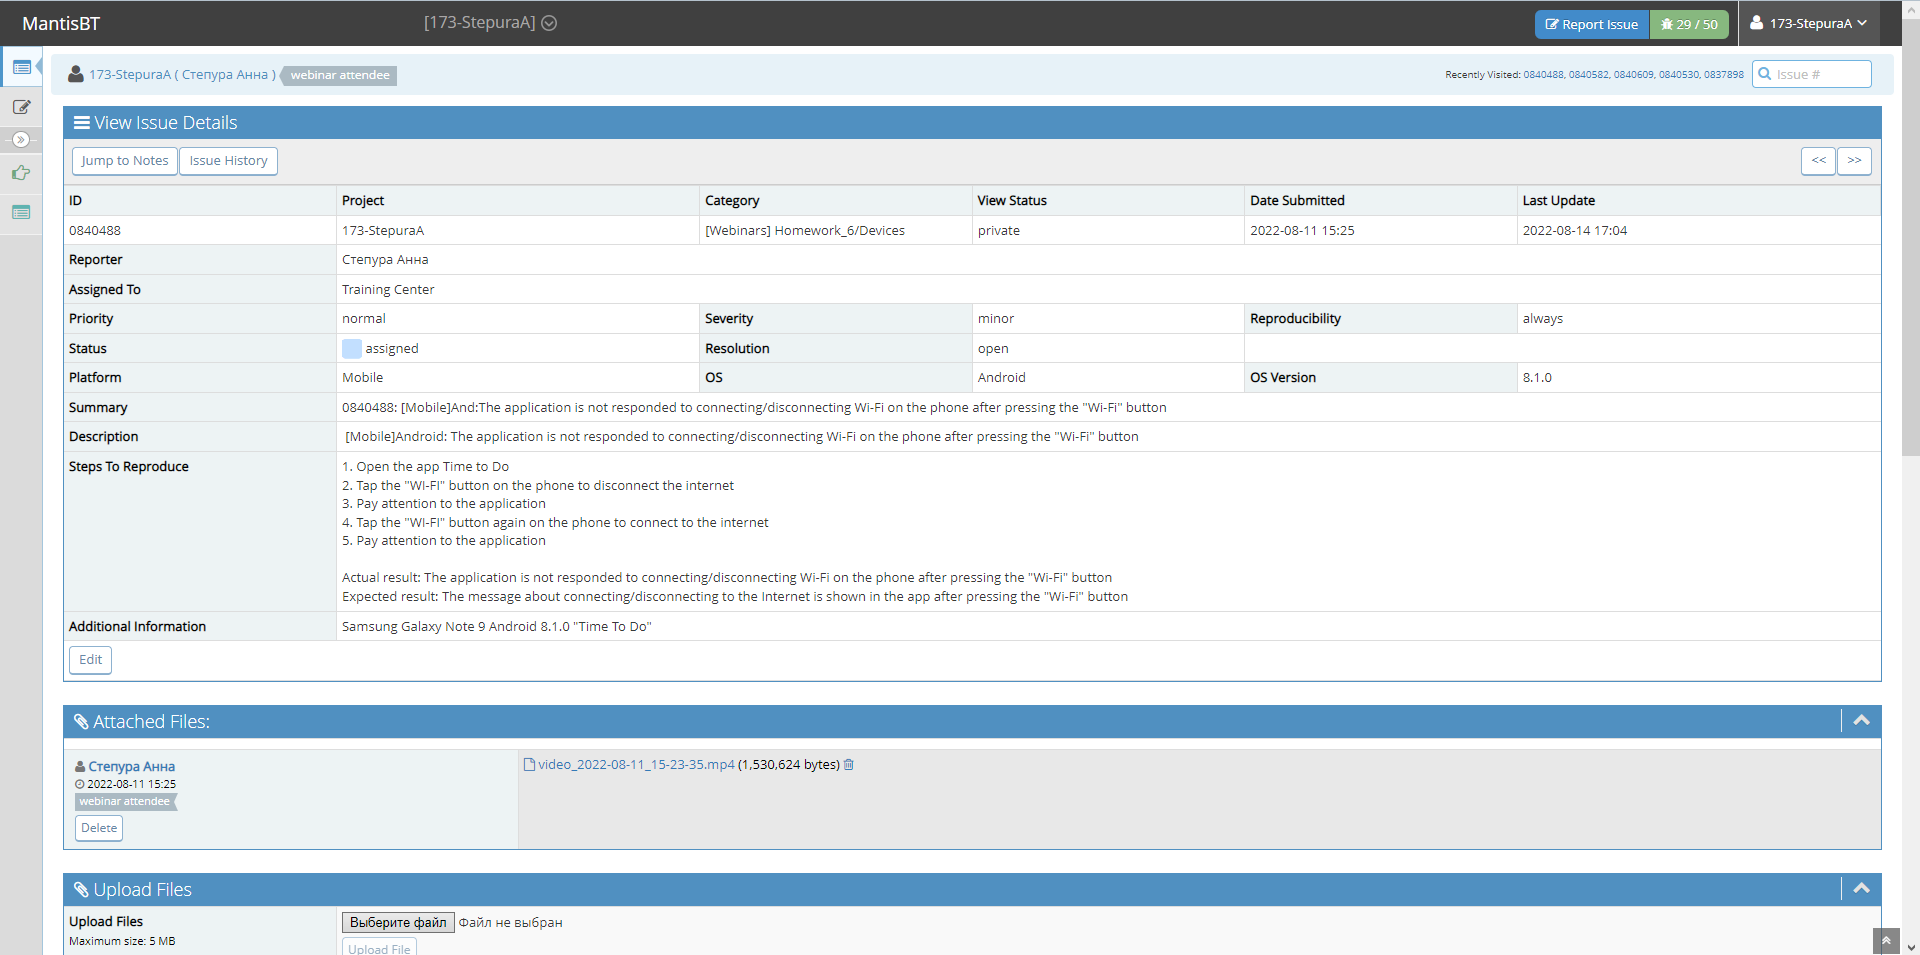 MantisBT
[173-StepuraA]
Report Issue
29 / 50
173-StepuraA
173-StepuraA ( Степура Анна )
webinar attendee
Recently Visited: 0840488, 0840582, 0840609, 0840530, 0837898
Issue #
View Issue Details
Jump to Notes
Issue History
<<
>>
ID Project Category View Status Date Submitted Last Update
0840488 173-StepuraA [Webinars] Homework_6/Devices private 2022-08-11 15:25 2022-08-14 17:04
Reporter Степура Анна
Assigned To Training Center
Priority normal Severity minor Reproducibility always
Status assigned Resolution open
Platform Mobile OS Android OS Version 8.1.0
Summary 0840488: [Mobile]And:The application is not responded to connecting/disconnecting Wi-Fi on the phone after pressing the "Wi-Fi" button
Description [Mobile]Android: The application is not responded to connecting/disconnecting Wi-Fi on the phone after pressing the "Wi-Fi" button
Steps To Reproduce 1. Open the app Time to Do
2. Tap the "WI-FI" button on the phone to disconnect the internet
3. Pay attention to the application
4. Tap the "WI-FI" button again on the phone to connect to the internet
5. Pay attention to the application
Actual result: The application is not responded to connecting/disconnecting Wi-Fi on the phone after pressing the "Wi-Fi" button
Expected result: The message about connecting/disconnecting to the Internet is shown in the app after pressing the "Wi-Fi" button
Additional Information Samsung Galaxy Note 9 Android 8.1.0 "Time To Do"
Edit
Attached Files:
Степура Анна
2022-08-11 15:25
webinar attendee
Delete
video_2022-08-11_15-23-35.mp4 (1,530,624 bytes)
Upload Files
Upload Files
Maximum size: 5 MB
Выберите файл Файл не выбран
Upload File